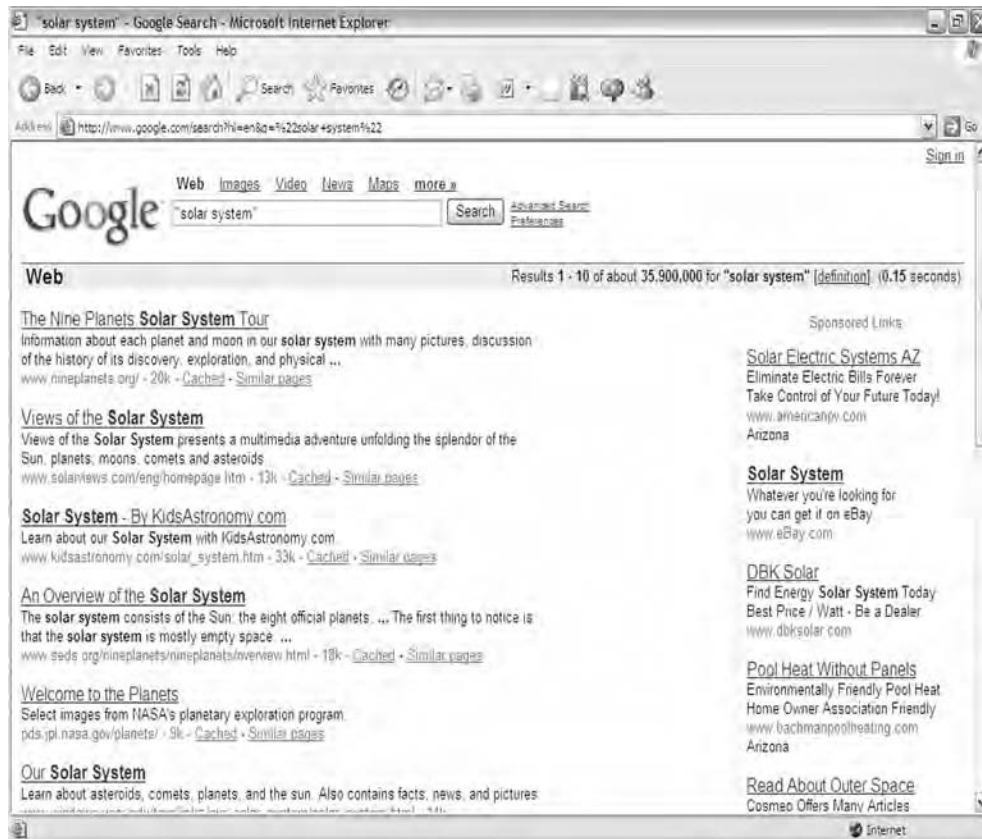 "solar system" - Google Search - Microsoft Internet Explorer
File Edit View Favorites Tools Help
Back Search Favorites
Address http://www.google.com/search?hl=en&q=%22solar+system%22 Go
Sign in
Web Images Video News Maps more »
Google "solar system" Search Advanced Search
Preferences
Web Results 1 - 10 of about 35,900,000 for "solar system" [definition]. (0.15 seconds)
The Nine Planets Solar System Tour
Information about each planet and moon in our solar system with many pictures, discussion
of the history of its discovery, exploration, and physical ...
www.nineplanets.org/ - 20k - Cached - Similar pages
Views of the Solar System
Views of the Solar System presents a multimedia adventure unfolding the splendor of the
Sun, planets, moons, comets and asteroids
www.solarviews.com/eng/homepage.htm - 13k - Cached - Similar pages
Solar System - By KidsAstronomy.com
Learn about our Solar System with KidsAstronomy.com
www.kidsastronomy.com/solar_system.htm - 33k - Cached - Similar pages
An Overview of the Solar System
The solar system consists of the Sun; the eight official planets, ... The first thing to notice is
that the solar system is mostly empty space. ...
www.seds.org/nineplanets/nineplanets/overview.html - 18k - Cached - Similar pages
Welcome to the Planets
Select images from NASA's planetary exploration program.
pds.jpl.nasa.gov/planets/ - 9k - Cached - Similar pages
Our Solar System
Learn about asteroids, comets, planets, and the sun. Also contains facts, news, and pictures
Sponsored Links
Solar Electric Systems AZ
Eliminate Electric Bills Forever
Take Control of Your Future Today!
www.americanpv.com
Arizona
Solar System
Whatever you're looking for
you can get it on eBay
www.eBay.com
DBK Solar
Find Energy Solar System Today
Best Price / Watt - Be a Dealer
www.dbksolar.com
Pool Heat Without Panels
Environmentally Friendly Pool Heat
Home Owner Association Friendly
www.bachmanpoolheating.com
Arizona
Read About Outer Space
Cosmeo Offers Many Articles
Internet